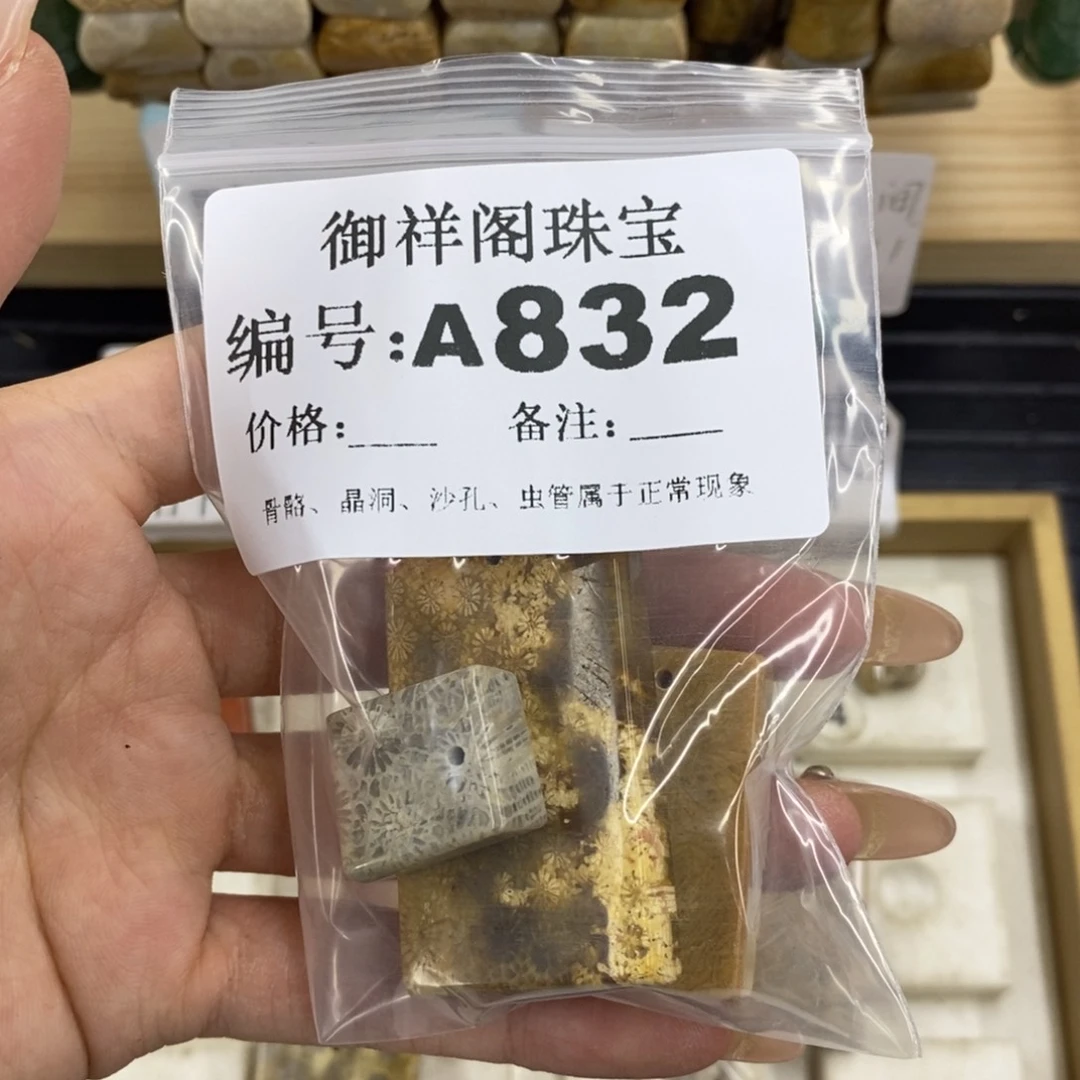 御祥阁珠宝
编号:A832
价格:____ 备注:____
骨骼、晶洞、沙孔、虫管属于正常现象